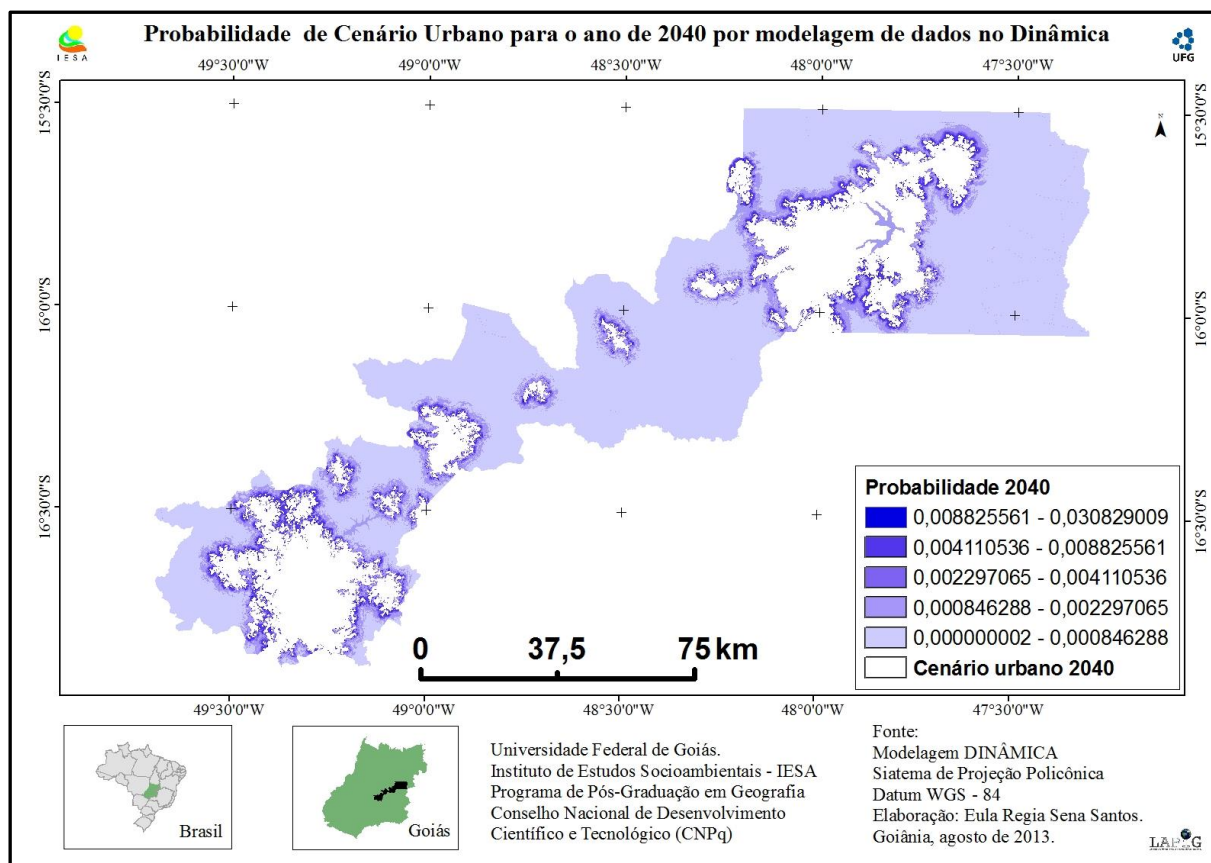 Probabilidade de Cenário Urbano para o ano de 2040 por modelagem de dados no Dinâmica
IESA
UFG
49°30'0"W 49°0'0"W 48°30'0"W 48°0'0"W 47°30'0"W
15°30'0"S
15°30'0"S
N
16°0'0"S
16°0'0"S
16°30'0"S
16°30'0"S
Probabilidade 2040
0,008825561 - 0,030829009
0,004110536 - 0,008825561
0,002297065 - 0,004110536
0,000846288 - 0,002297065
0,000000002 - 0,000846288
Cenário urbano 2040
0 37,5 75 km
49°30'0"W 49°0'0"W 48°30'0"W 48°0'0"W 47°30'0"W
Brasil
Goiás
Universidade Federal de Goiás.
Instituto de Estudos Socioambientais - IESA
Programa de Pós-Graduação em Geografia
Conselho Nacional de Desenvolvimento
Científico e Tecnológico (CNPq)
Fonte:
Modelagem DINÂMICA
Siatema de Projeção Policônica
Datum WGS - 84
Elaboração: Eula Regia Sena Santos.
Goiânia, agosto de 2013.